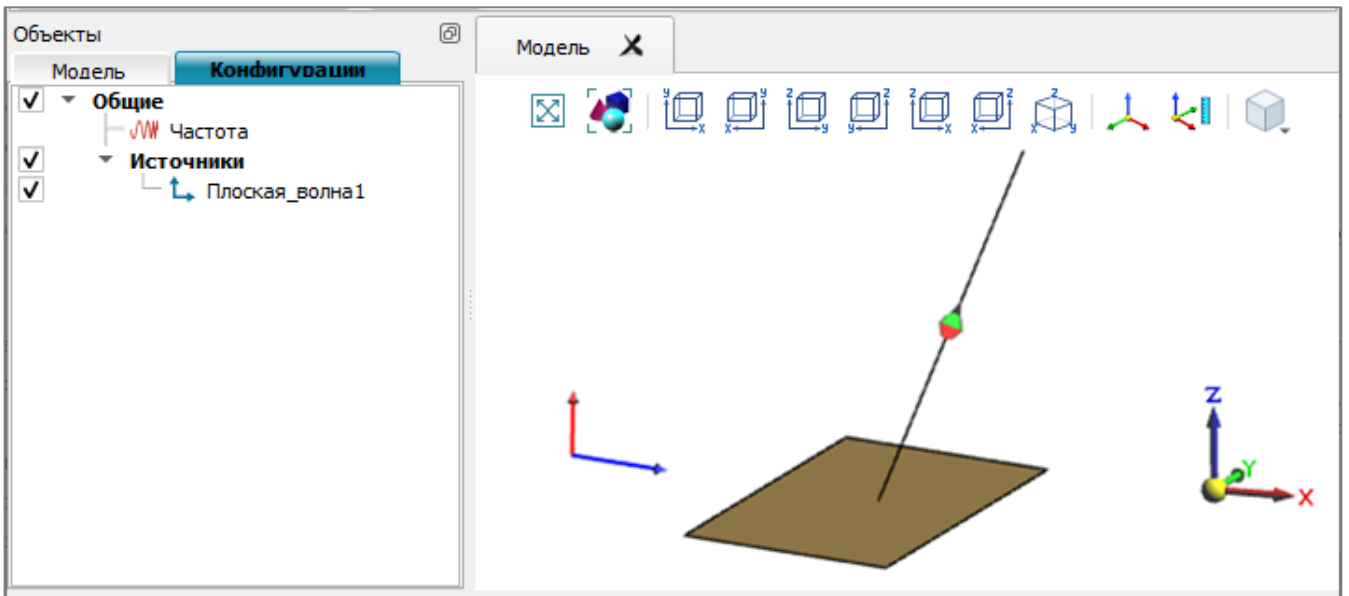 Объекты
Модель Конфигурации
Общие
Частота
Источники
Плоская_волна1
Модель
y x
y x
z y
z y
z x
z x
z x y
Z
Y
X